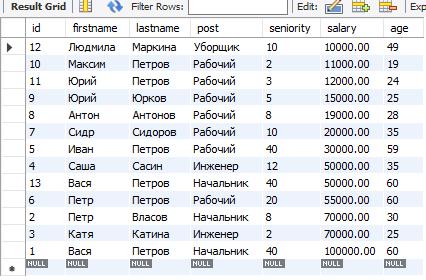 Result Grid Filter Rows: Edit: Exp
id firstname lastname post seniority salary age
12 Людмила Маркина Уборщик 10 10000.00 49
10 Максим Петров Рабочий 2 11000.00 19
11 Юрий Петров Рабочий 3 12000.00 24
9 Юрий Юрков Рабочий 5 15000.00 25
8 Антон Антонов Рабочий 8 19000.00 28
7 Сидр Сидоров Рабочий 10 20000.00 35
5 Иван Петров Рабочий 40 30000.00 59
4 Саша Сасин Инженер 12 50000.00 35
13 Вася Петров Начальник 40 50000.00 60
6 Петр Петров Рабочий 20 55000.00 60
2 Петр Власов Начальник 8 70000.00 30
3 Катя Катина Инженер 2 70000.00 25
1 Вася Петров Начальник 40 100000.00 60
NULL NULL NULL NULL NULL NULL NULL